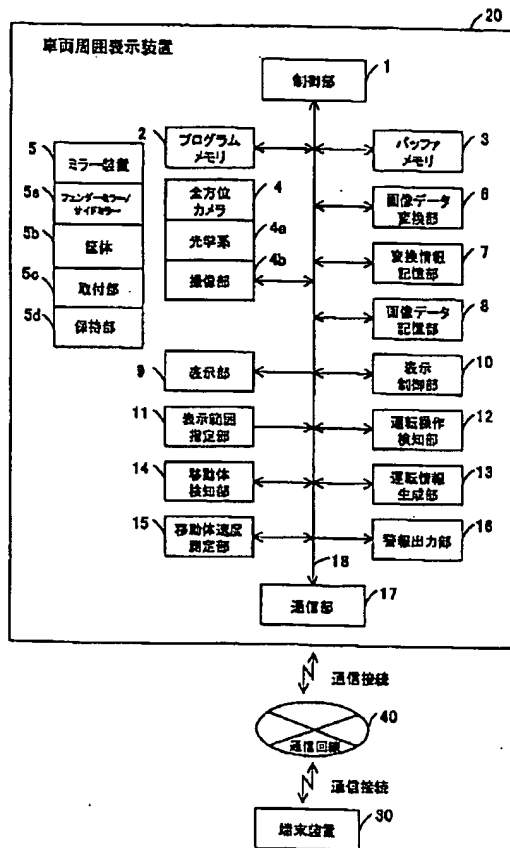 20
車両周囲表示装置
1
制御部
2
プログラム
メモリ
3
バッファ
メモリ
5
ミラー装置
5a
フェンダーミラー/
サイドミラー
5b
筐体
5c
取付部
5d
保持部
4
全方位
カメラ
4a
光学系
4b
撮像部
6
画像データ
変換部
7
変換情報
記憶部
8
画像データ
記憶部
9
表示部
10
表示
制御部
11
表示範囲
指定部
12
運転操作
検知部
14
移動体
検知部
13
運転情報
生成部
15
移動体速度
測定部
16
警報出力部
18
17
通信部
通信接続
40
通信回線
通信接続
30
端末装置